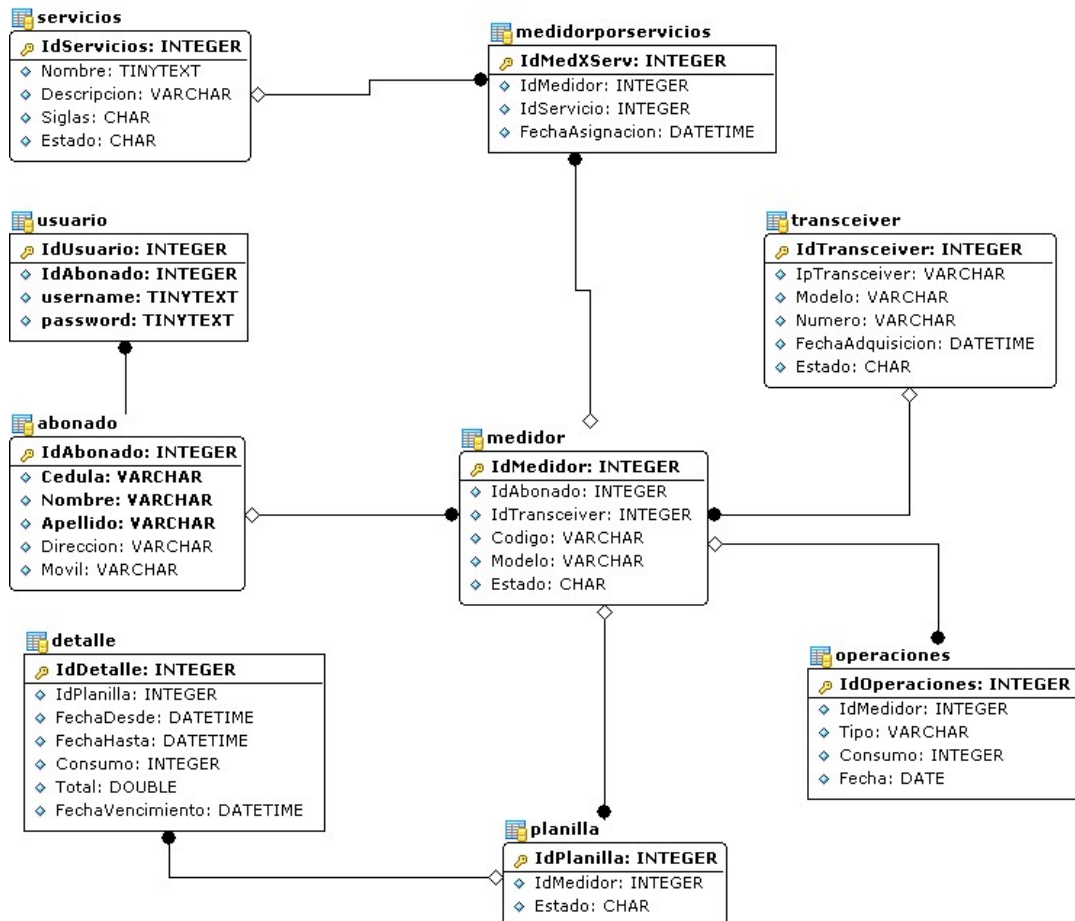 servicios
IdServicios: INTEGER
Nombre: TINYTEXT
Descripcion: VARCHAR
Siglas: CHAR
Estado: CHAR
medidorporservicios
IdMedXServ: INTEGER
IdMedidor: INTEGER
IdServicio: INTEGER
FechaAsignacion: DATETIME
usuario
IdUsuario: INTEGER
IdAbonado: INTEGER
username: TINYTEXT
password: TINYTEXT
transceiver
IdTransceiver: INTEGER
IpTransceiver: VARCHAR
Modelo: VARCHAR
Numero: VARCHAR
FechaAdquisicion: DATETIME
Estado: CHAR
abonado
IdAbonado: INTEGER
Cedula: VARCHAR
Nombre: VARCHAR
Apellido: VARCHAR
Direccion: VARCHAR
Movil: VARCHAR
medidor
IdMedidor: INTEGER
IdAbonado: INTEGER
IdTransceiver: INTEGER
Codigo: VARCHAR
Modelo: VARCHAR
Estado: CHAR
detalle
IdDetalle: INTEGER
IdPlanilla: INTEGER
FechaDesde: DATETIME
FechaHasta: DATETIME
Consumo: INTEGER
Total: DOUBLE
FechaVencimiento: DATETIME
operaciones
IdOperaciones: INTEGER
IdMedidor: INTEGER
Tipo: VARCHAR
Consumo: INTEGER
Fecha: DATE
planilla
IdPlanilla: INTEGER
IdMedidor: INTEGER
Estado: CHAR